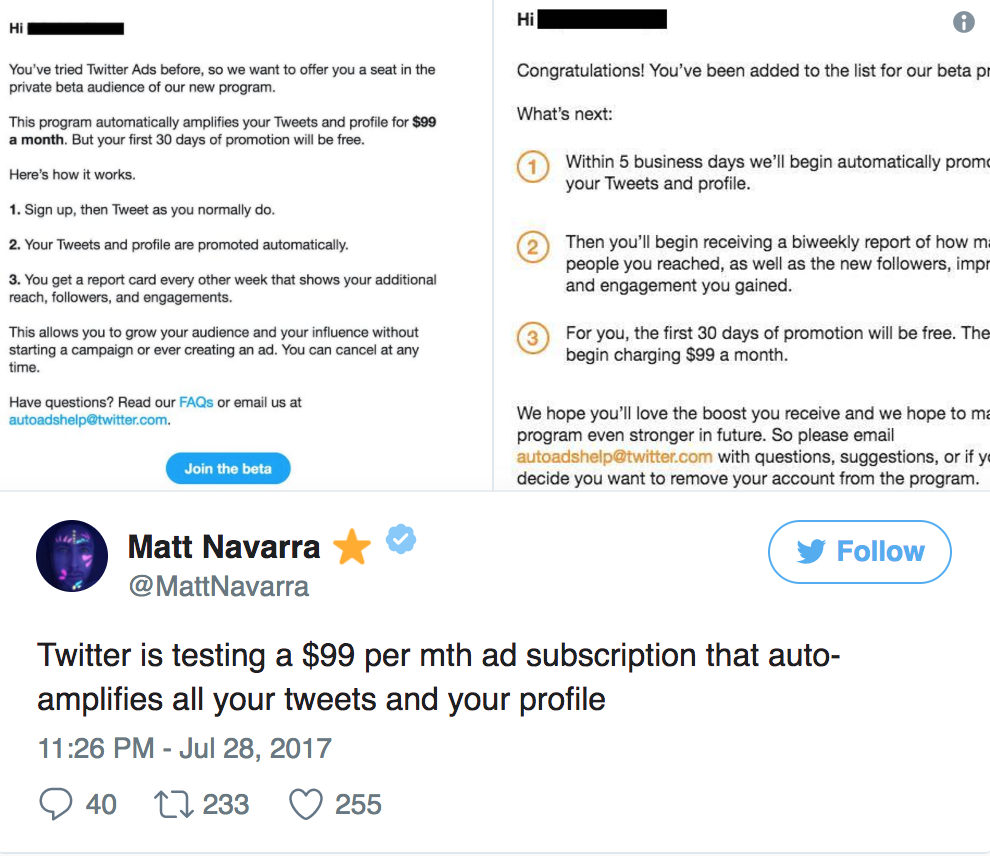 Hi
You've tried Twitter Ads before, so we want to offer you a seat in the
private beta audience of our new program.
This program automatically amplifies your Tweets and profile for $99
a month. But your first 30 days of promotion will be free.
Here's how it works.
1. Sign up, then Tweet as you normally do.
2. Your Tweets and profile are promoted automatically.
3. You get a report card every other week that shows your additional
reach, followers, and engagements.
This allows you to grow your audience and your influence without
starting a campaign or ever creating an ad. You can cancel at any
time.
Have questions? Read our FAQs or email us at
autoadshelp@twitter.com.
Join the beta
Hi
Congratulations! You've been added to the list for our beta
What's next:
1
Within 5 business days we'll begin automatically
your Tweets and profile.
2
Then you'll begin receiving a biweekly report of how
people you reached, as well as the new followers,
and engagement you gained.
3
For you, the first 30 days of promotion will be free.
begin charging $99 a month.
We hope you'll love the boost you receive and we hope to
program even stronger in future. So please email
autoadshelp@twitter.com with questions, suggestions, or if
decide you want to remove your account from the program.
Matt Navarra
@MattNavarra
Follow
Twitter is testing a $99 per mth ad subscription that auto-
amplifies all your tweets and your profile
11:26 PM - Jul 28, 2017
40 233 255